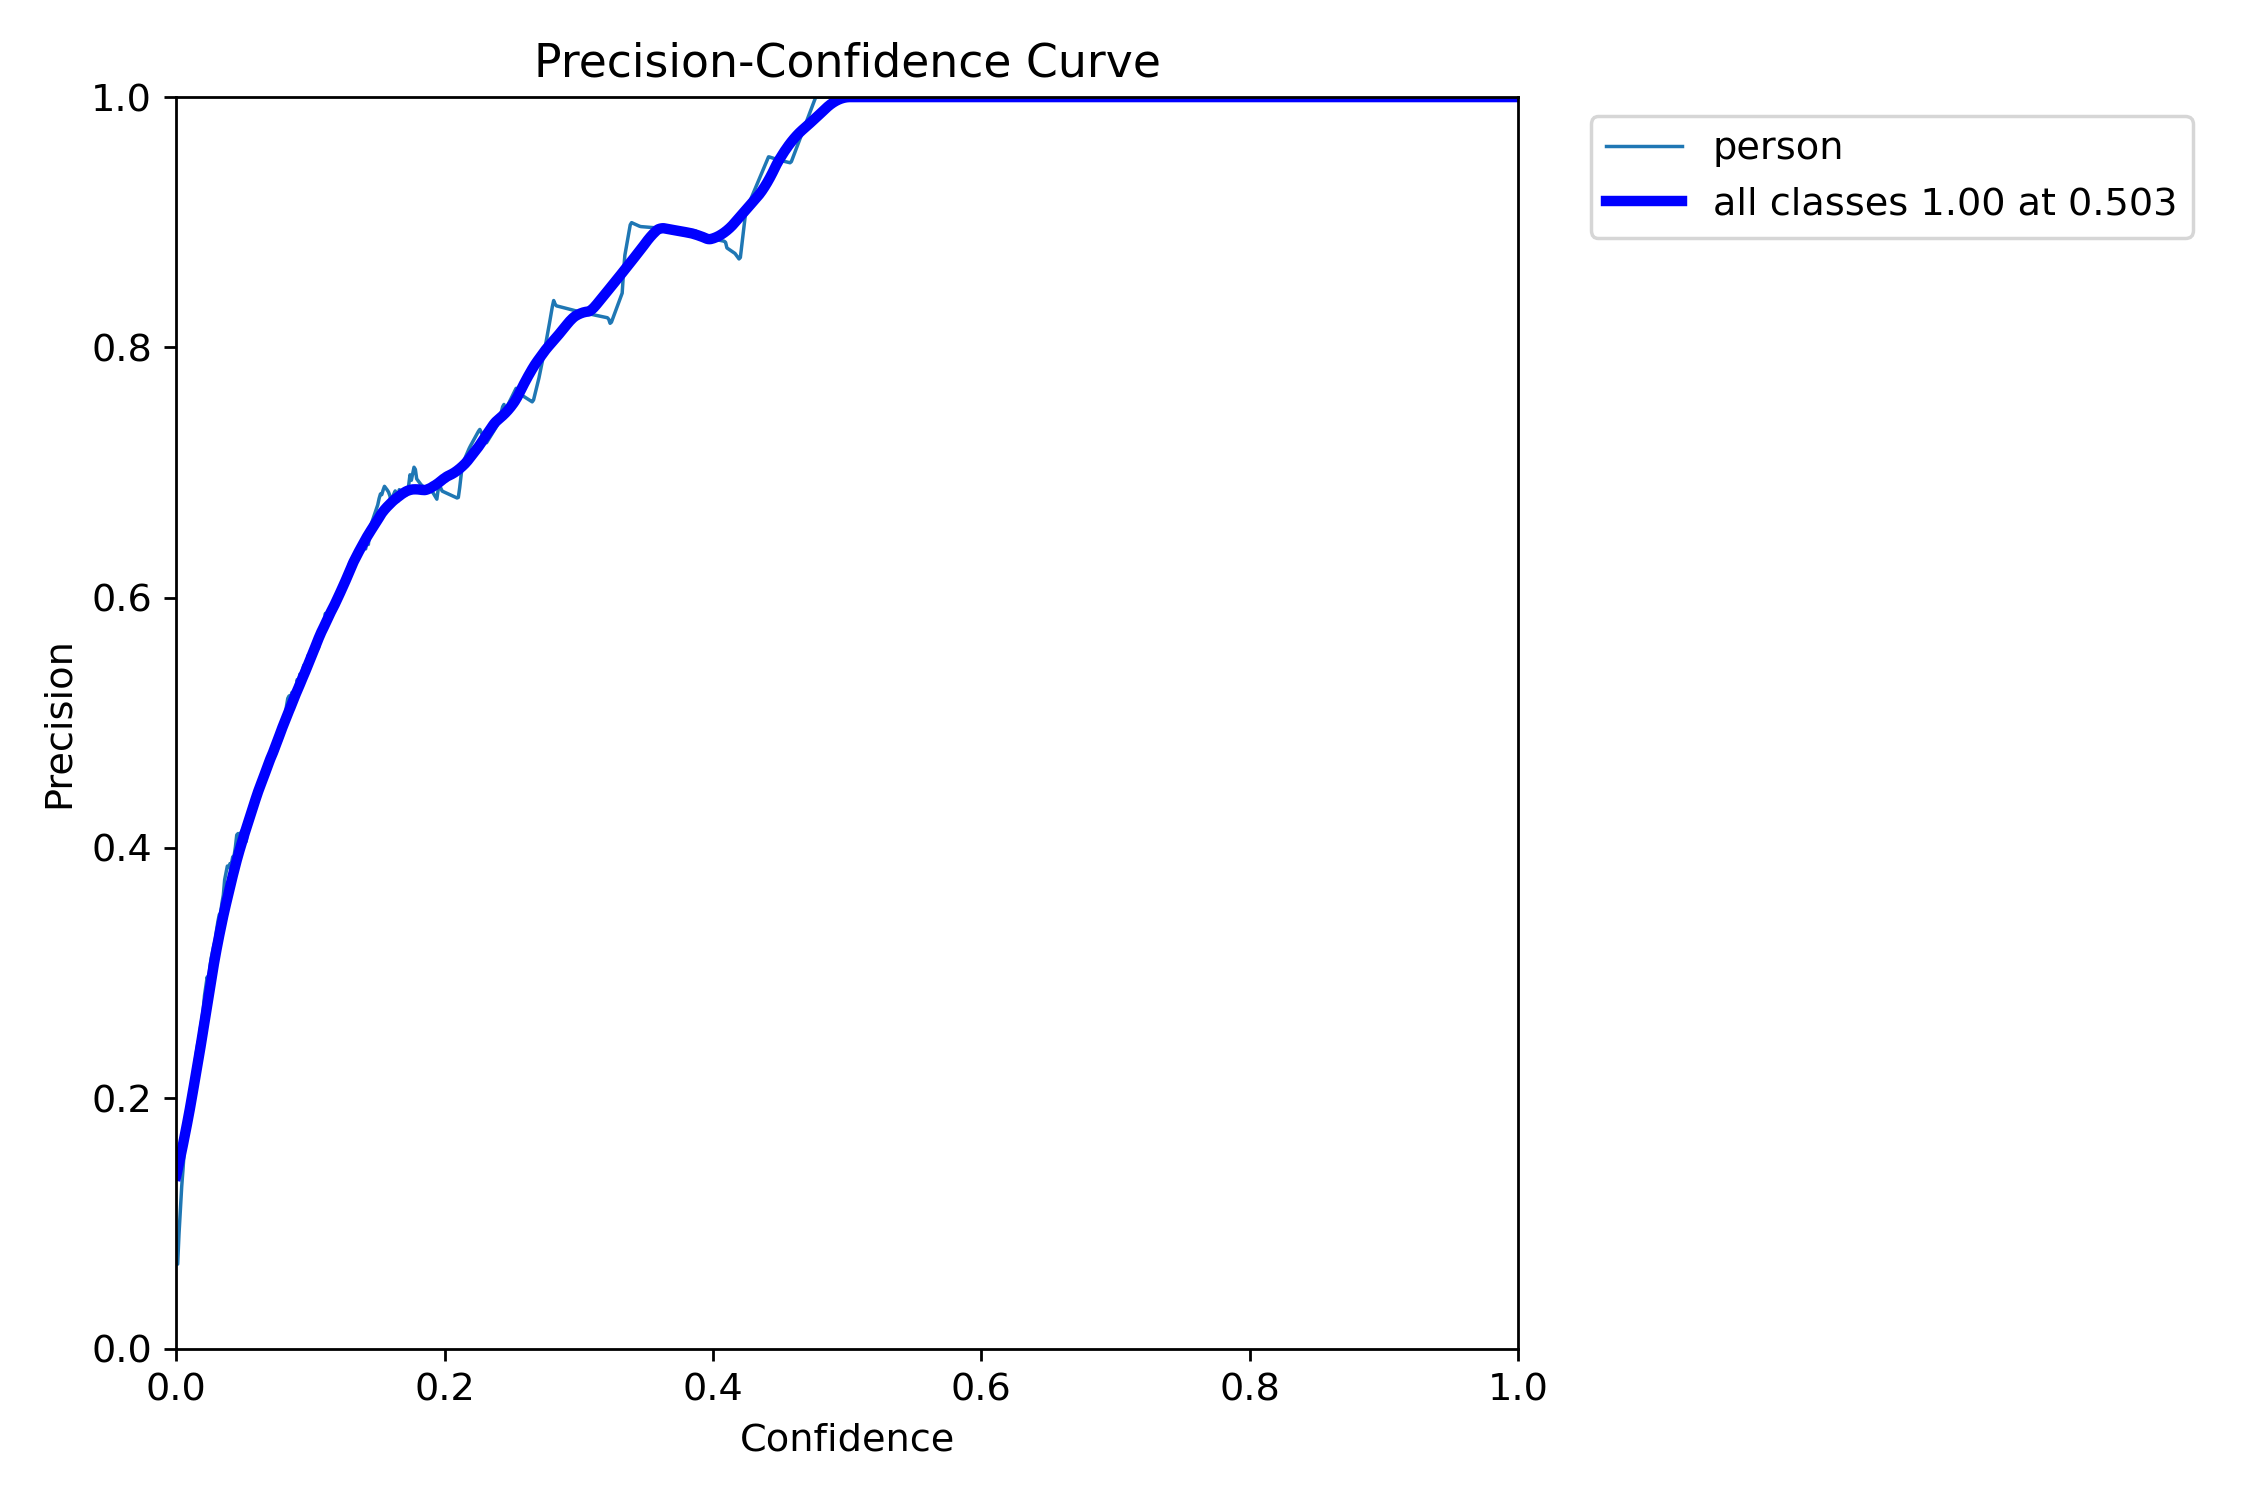 Precision-Confidence Curve
1.0
0.8
0.6
0.4
0.2
0.0
Precision
0.0 0.2 0.4 0.6 0.8 1.0
Confidence
person
all classes 1.00 at 0.503